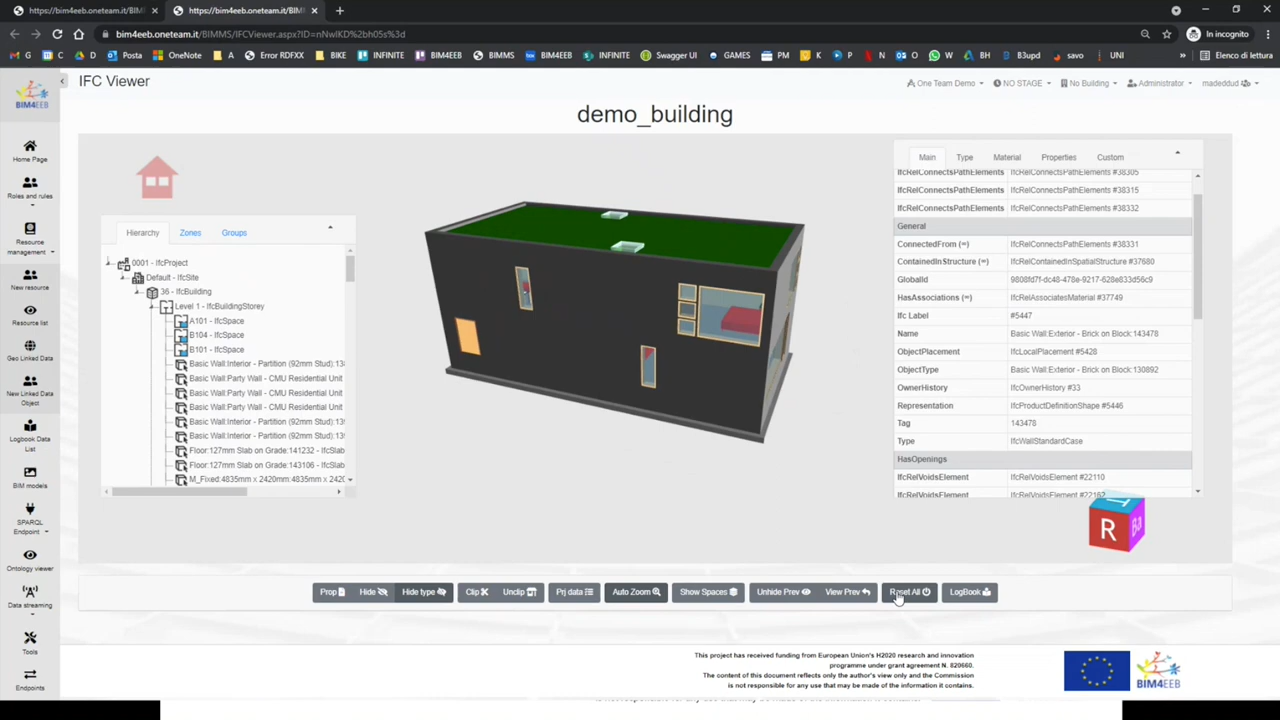 https://bim4eeb.oneteam.it/BIMI
https://bim4eeb.oneteam.it/BIMI
bim4eeb.oneteam.it/BIMMS/IFCViewer.aspx?ID=nNwIKD%2bh05s%3d
In incognito
G
C
A
Posta
OneNote
A
Error RDFXX
BIKE
INFINITE
BIM4EEB
BIMMS
BIM4EEB
INFINITE
Swagger UI
GAMES
PM
K
P
N
O
W
BH
B3upd
savo
UNI
»
Elenco di lettura
BIM4EEB
IFC Viewer
One Team Demo
NO STAGE
No Building
Administrator
madeddud
demo_building
Home Page
Roles and rules
Resource
management
New resource
Resource list
Geo Linked Data
New Linked Data
Object
Logbook Data
List
BIM models
SPARQL
Endpoint
Ontology viewer
Data streaming
Tools
Endpoints
Hierarchy
Zones
Groups
0001 - IfcProject
Default - IfcSite
36 - IfcBuilding
Level 1 - IfcBuildingStorey
A101 - IfcSpace
B104 - IfcSpace
B101 - IfcSpace
Basic Wall:Interior - Partition (92mm Stud):13
Basic Wall:Party Wall - CMU Residential Unit
Basic Wall:Party Wall - CMU Residential Unit
Basic Wall:Party Wall - CMU Residential Unit
Basic Wall:Interior - Partition (92mm Stud):13
Basic Wall:Interior - Partition (92mm Stud):13
Floor:127mm Slab on Grade:141232 - IfcSlab
Floor:127mm Slab on Grade:143106 - IfcSlab
M_Fixed:4835mm x 2420mm:4835mm x 2420
Main
Type
Material
Properties
Custom
IfcRelConnectsPathElements IfcRelConnectsPathElements #38305
IfcRelConnectsPathElements IfcRelConnectsPathElements #38315
IfcRelConnectsPathElements IfcRelConnectsPathElements #38332
General
ConnectedFrom (∞) IfcRelConnectsPathElements #38331
ContainedInStructure (∞) IfcRelContainedInSpatialStructure #37680
GlobalId 9808fd7f-dc48-478e-9217-628e833d56c9
HasAssociations (∞) IfcRelAssociatesMaterial #37749
Ifc Label #5447
Name Basic Wall:Exterior - Brick on Block:143478
ObjectPlacement IfcLocalPlacement #5428
ObjectType Basic Wall:Exterior - Brick on Block:130892
OwnerHistory IfcOwnerHistory #33
Representation IfcProductDefinitionShape #5446
Tag 143478
Type IfcWallStandardCase
HasOpenings
IfcRelVoidsElement IfcRelVoidsElement #22110
IfcRelVoidsElement IfcRelVoidsElement #22162
R
Ba
Prop
Hide
Hide type
Clip
Unclip
Prj data
Auto Zoom
Show Spaces
Unhide Prev
View Prev
Reset All
LogBook
This project has received funding from European Union's H2020 research and innovation
programme under grant agreement N. 820660.
The content of this document reflects only the author's view only and the Commission
is not responsible for any use that may be made of the information it contains.
BIM4EEB